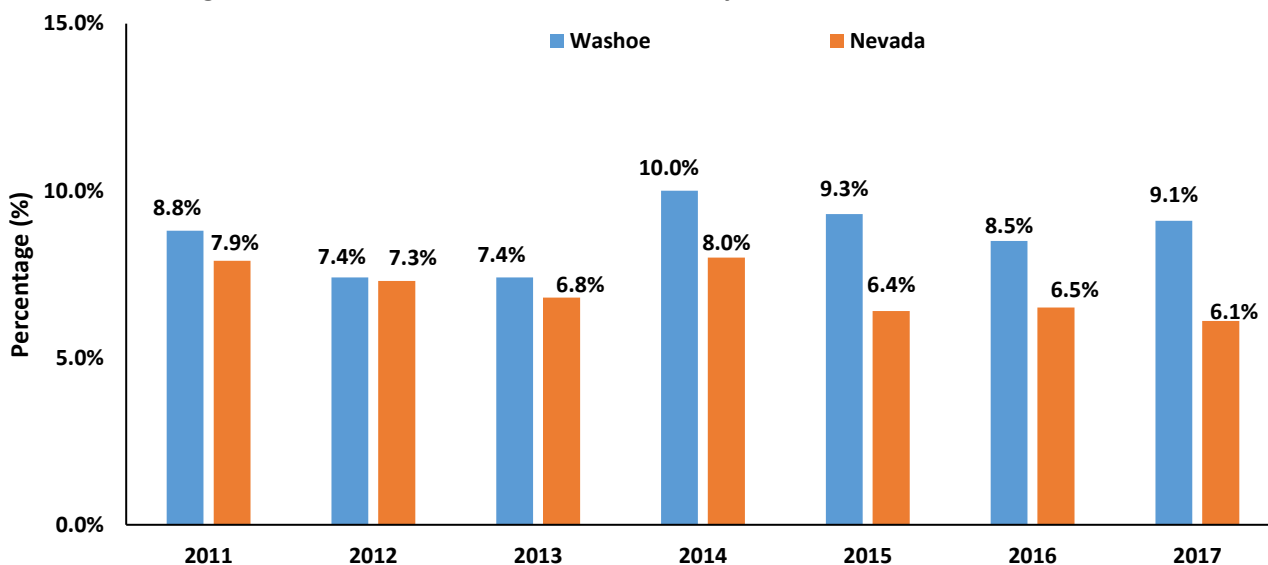 15.0%
Washoe Nevada
10.0%
5.0%
0.0%
Percentage (%)
8.8% 7.9% 7.4% 7.3% 7.4% 6.8% 10.0% 8.0% 9.3% 6.4% 8.5% 6.5% 9.1% 6.1%
2011 2012 2013 2014 2015 2016 2017